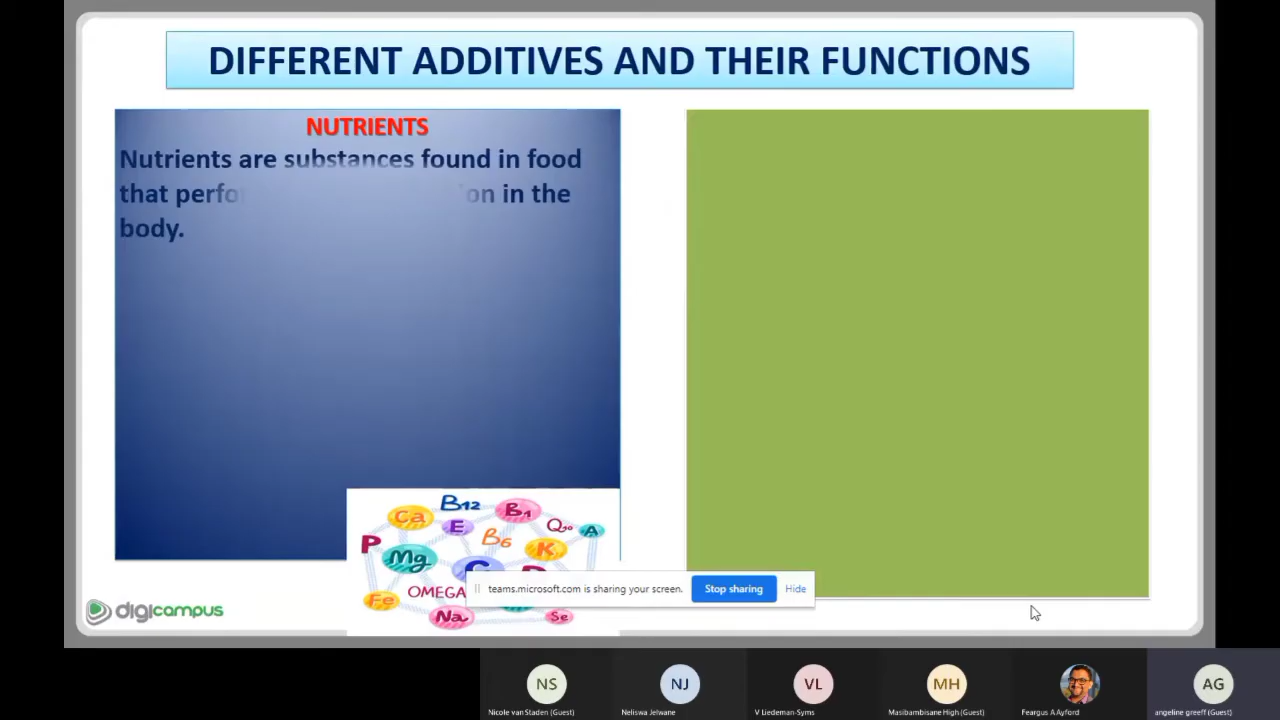 DIFFERENT ADDITIVES AND THEIR FUNCTIONS
NUTRIENTS
Nutrients are substances found in food
that in the
body.
B12
Ca
B1
E
Q10
A
P
B6
K
Mg
C
OMEGA
Fe
Na
Se
teams.microsoft.com is sharing your screen.
Stop sharing
Hide
digicampus
NS
NJ
VL
MH
AG
Nicole van Staden (Guest)
Neliswa Jelwane
V Liedeman-Syms
Masibambisane High (Guest)
Feargus A Ayford
angeline greeff (Guest)